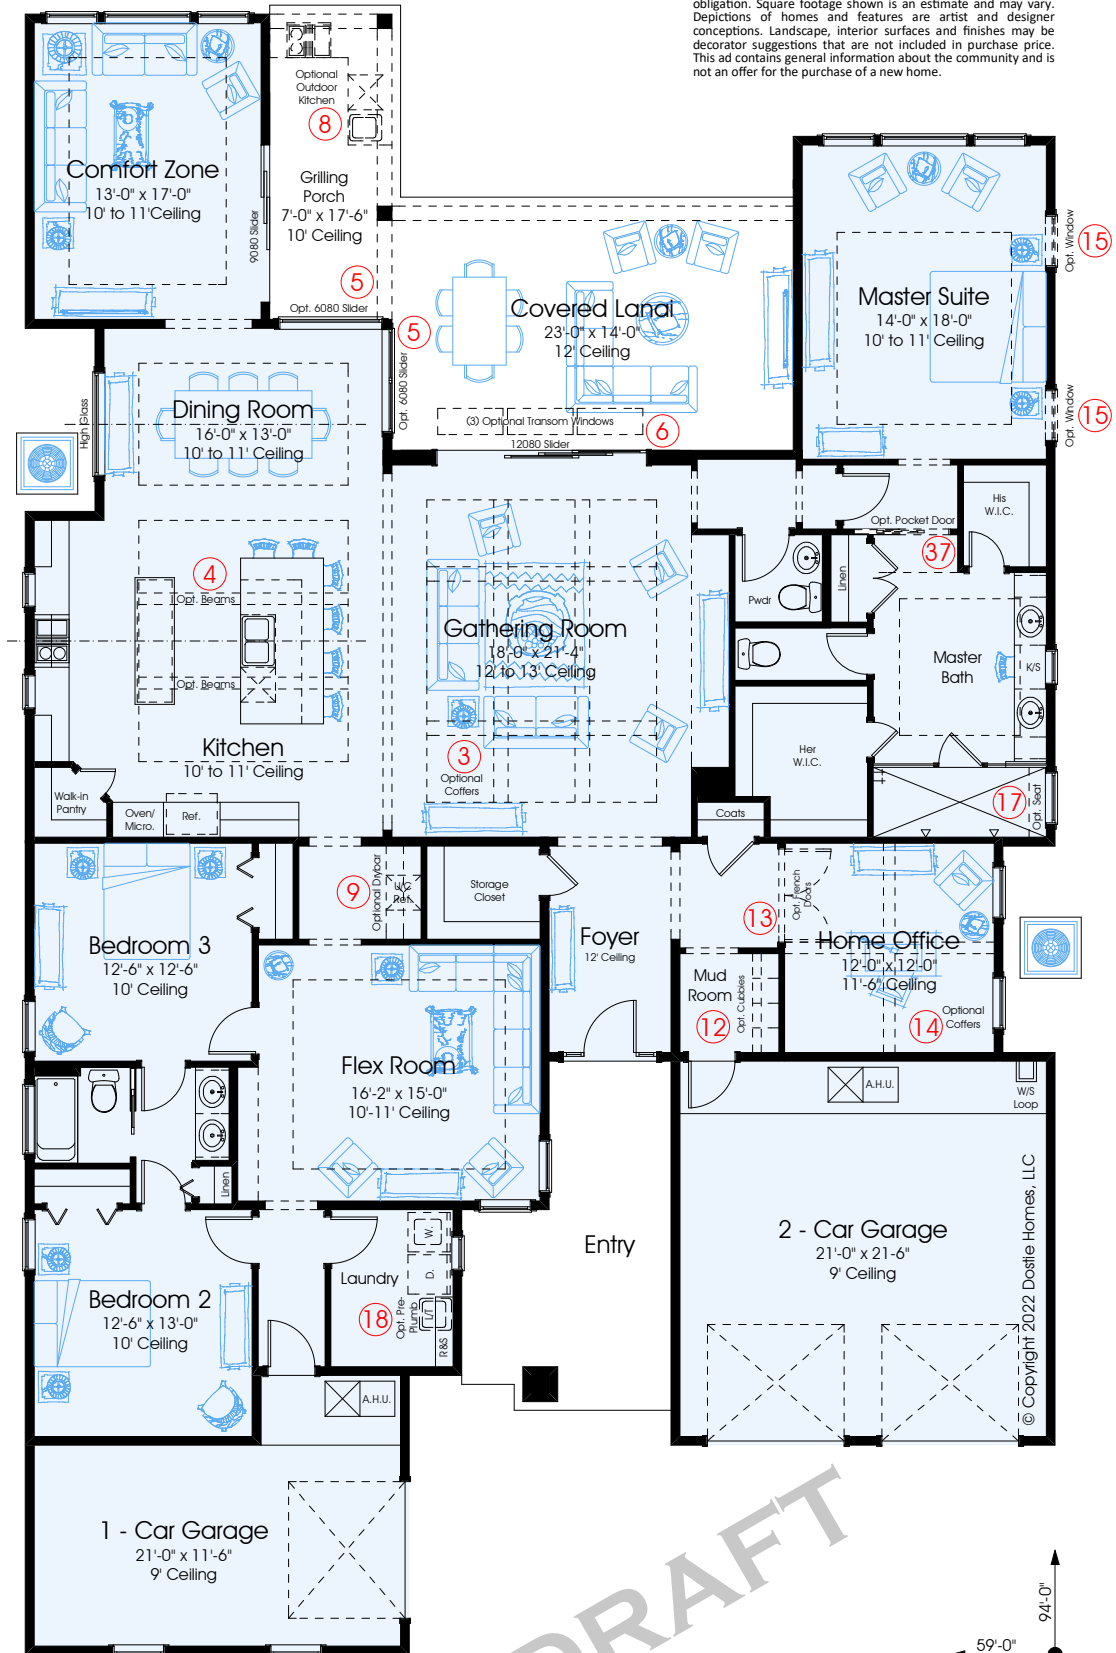 obligation. Square footage shown is an estimate and may vary.
Depictions of homes and features are artist and designer
conceptions. Landscape, interior surfaces and finishes may be
decorator suggestions that are not included in purchase price.
This ad contains general information about the community and is
not an offer for the purchase of a new home.
Optional
Outdoor
Kitchen
8
Comfort Zone
13'-0" x 17'-0"
10' to 11'Ceiling
Grilling
Porch
7'-0" x 17'-6"
10' Ceiling
9080 Slider
5
Opt. 6080 Slider
5
Opt. 6080 Slider
Covered Lanai
23'-0" x 14'-0"
12' Ceiling
(3) Optional Transom Windows
6
12080 Slider
Master Suite
14'-0" x 18'-0"
10' to 11' Ceiling
Opt. Window
15
Opt. Window
15
High Glass
Dining Room
16'-0" x 13'-0"
10' to 11' Ceiling
Opt. Pocket Door
37
His
W.I.C.
Linen
Pwdr
4
Opt. Beams
Opt. Beams
Kitchen
10' to 11' Ceiling
Gathering Room
18'-0" x 21'-4"
12' to 13' Ceiling
3
Optional
Coffers
Master
Bath
K/S
Her
W.I.C.
17
Opt. Seat
Walk-in
Pantry
Oven/
Micro.
Ref.
Coats
9
Optional Drybar
U/C
Ref.
Storage
Closet
13
Opt. French
Doors
Bedroom 3
12'-6" x 12'-6"
10' Ceiling
Foyer
12' Ceiling
Home Office
12'-0" x 12'-0"
11'-6" Ceiling
Mud
Room
12
Opt. Cubbies
14
Optional
Coffers
Flex Room
16'-2" x 15'-0"
10'-11' Ceiling
A.H.U.
W/S
Loop
Linen
2 - Car Garage
21'-0" x 21'-6"
9' Ceiling
Entry
W.
D.
Laundry
18
Opt. Pre-
Plumb
L/T
R&S
Bedroom 2
12'-6" x 13'-0"
10' Ceiling
A.H.U.
© Copyright 2022 Dostie Homes, LLC
1 - Car Garage
21'-0" x 11'-6"
9' Ceiling
DRAFT
94'-0"
59'-0"